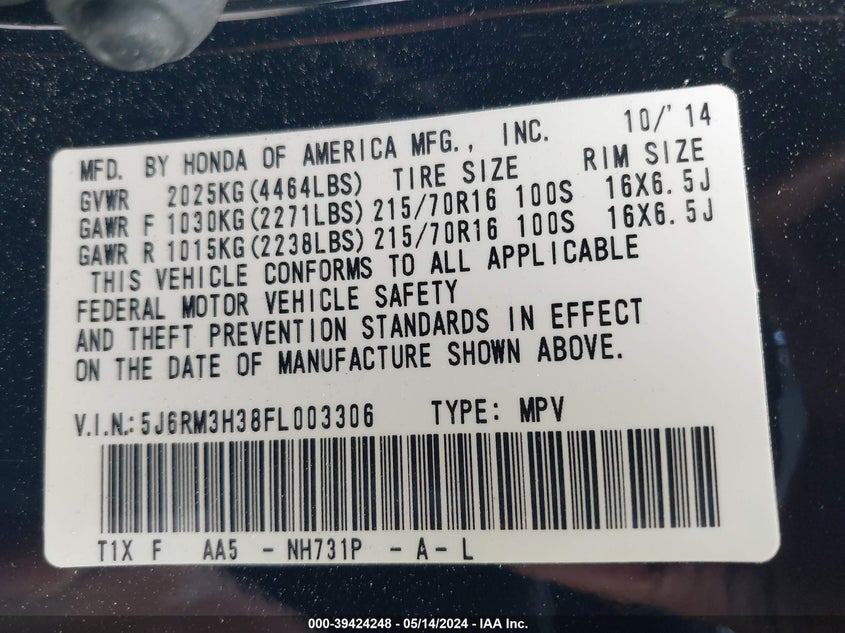 MFD. BY HONDA OF AMERICA MFG., INC. 10/'14
GVWR 2025KG(4464LBS) TIRE SIZE RIM SIZE
GAWR F 1030KG(2271LBS) 215/70R16 100S 16X6.5J
GAWR R 1015KG(2238LBS) 215/70R16 100S 16X6.5J
THIS VEHICLE CONFORMS TO ALL APPLICABLE
FEDERAL MOTOR VEHICLE SAFETY
AND THEFT PREVENTION STANDARDS IN EFFECT
ON THE DATE OF MANUFACTURE SHOWN ABOVE.
V.I.N.:5J6RM3H38FL003306 TYPE: MPV
T1X F AA5 - NH731P - A - L
000-39424248 - 05/14/2024 - IAA Inc.